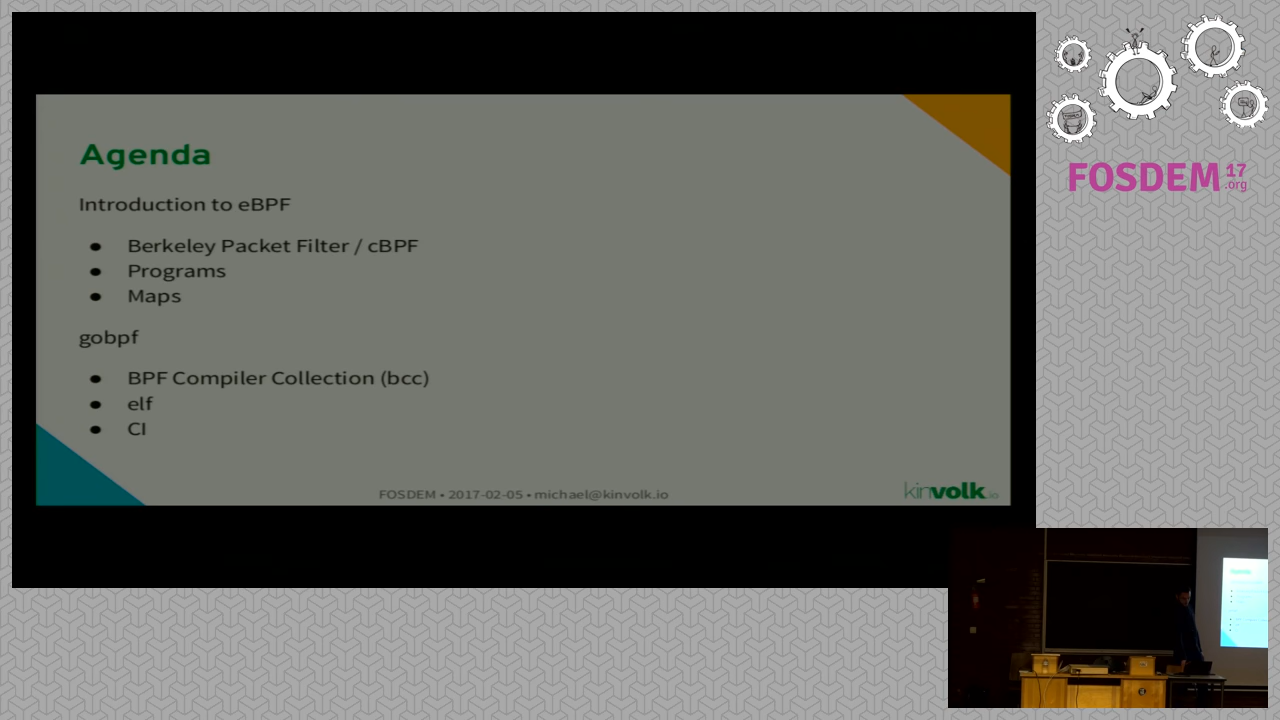 Agenda
Introduction to eBPF
● Berkeley Packet Filter / cBPF
● Programs
● Maps
gobpf
● BPF Compiler Collection (bcc)
● elf
● CI
FOSDEM • 2017-02-05 • michael@kinvolk.io
kinvolk.io
FOSDEM 17
.org